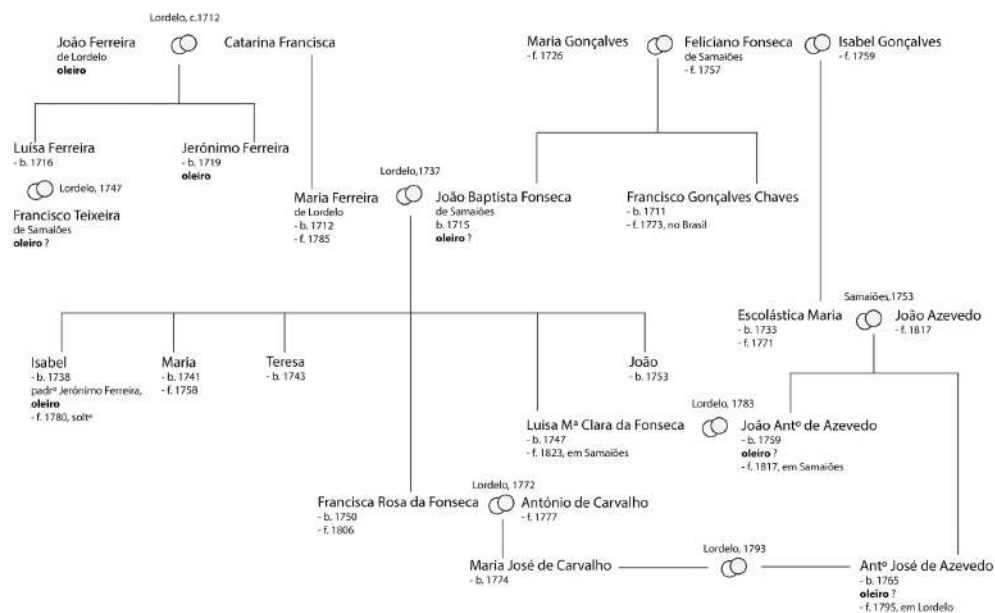 Lordelo, c.1712
João Ferreira
de Lordelo
oleiro
Catarina Francisca
Maria Gonçalves
- f. 1726
Feliciano Fonseca
de Samaiões
- f. 1757
Isabel Gonçalves
- f. 1759
Luísa Ferreira
- b. 1716
Jerónimo Ferreira
- b. 1719
oleiro
Lordelo, 1747
Francisco Teixeira
de Samaiões
oleiro ?
Lordelo,1737
Maria Ferreira
de Lordelo
- b. 1712
- f. 1785
João Baptista Fonseca
de Samaiões
b. 1715
oleiro ?
Francisco Gonçalves Chaves
- b. 1711
- f. 1773, no Brasil
Samaiões,1753
Escolástica Maria
- b. 1733
- f. 1771
João Azevedo
- f. 1817
Isabel
- b. 1738
padrº Jerónimo Ferreira,
oleiro
- f. 1780, soltª
Maria
- b. 1741
- f. 1758
Teresa
- b. 1743
João
- b. 1753
Lordelo, 1783
Luisa Mª Clara da Fonseca
- b. 1747
- f. 1823, em Samaiões
João Antº de Azevedo
- b. 1759
oleiro ?
- f. 1817, em Samaiões
Lordelo, 1772
Francisca Rosa da Fonseca
- b. 1750
- f. 1806
António de Carvalho
- f. 1777
Lordelo, 1793
Maria José de Carvalho
- b. 1774
Antº José de Azevedo
- b. 1765
oleiro ?
- f. 1795, em Lordelo